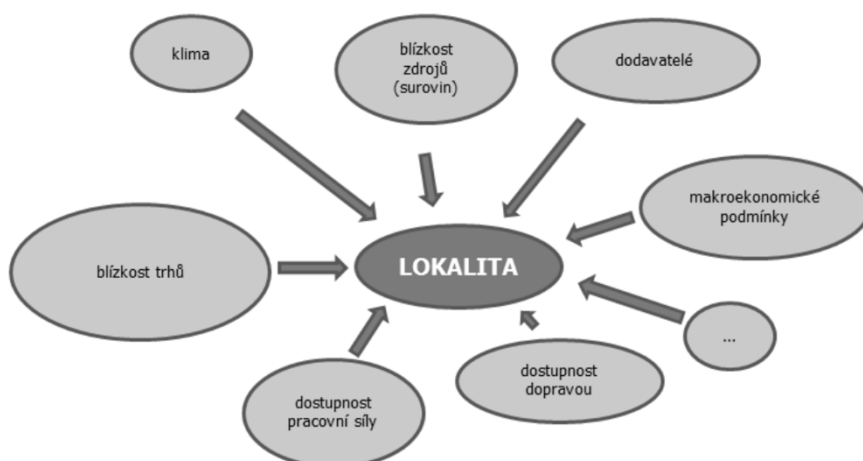 klima
blízkost
zdrojů
(surovin)
dodavatelé
makroekonomické
podmínky
blízkost trhů
LOKALITA
...
dostupnost
dopravou
dostupnost
pracovní síly